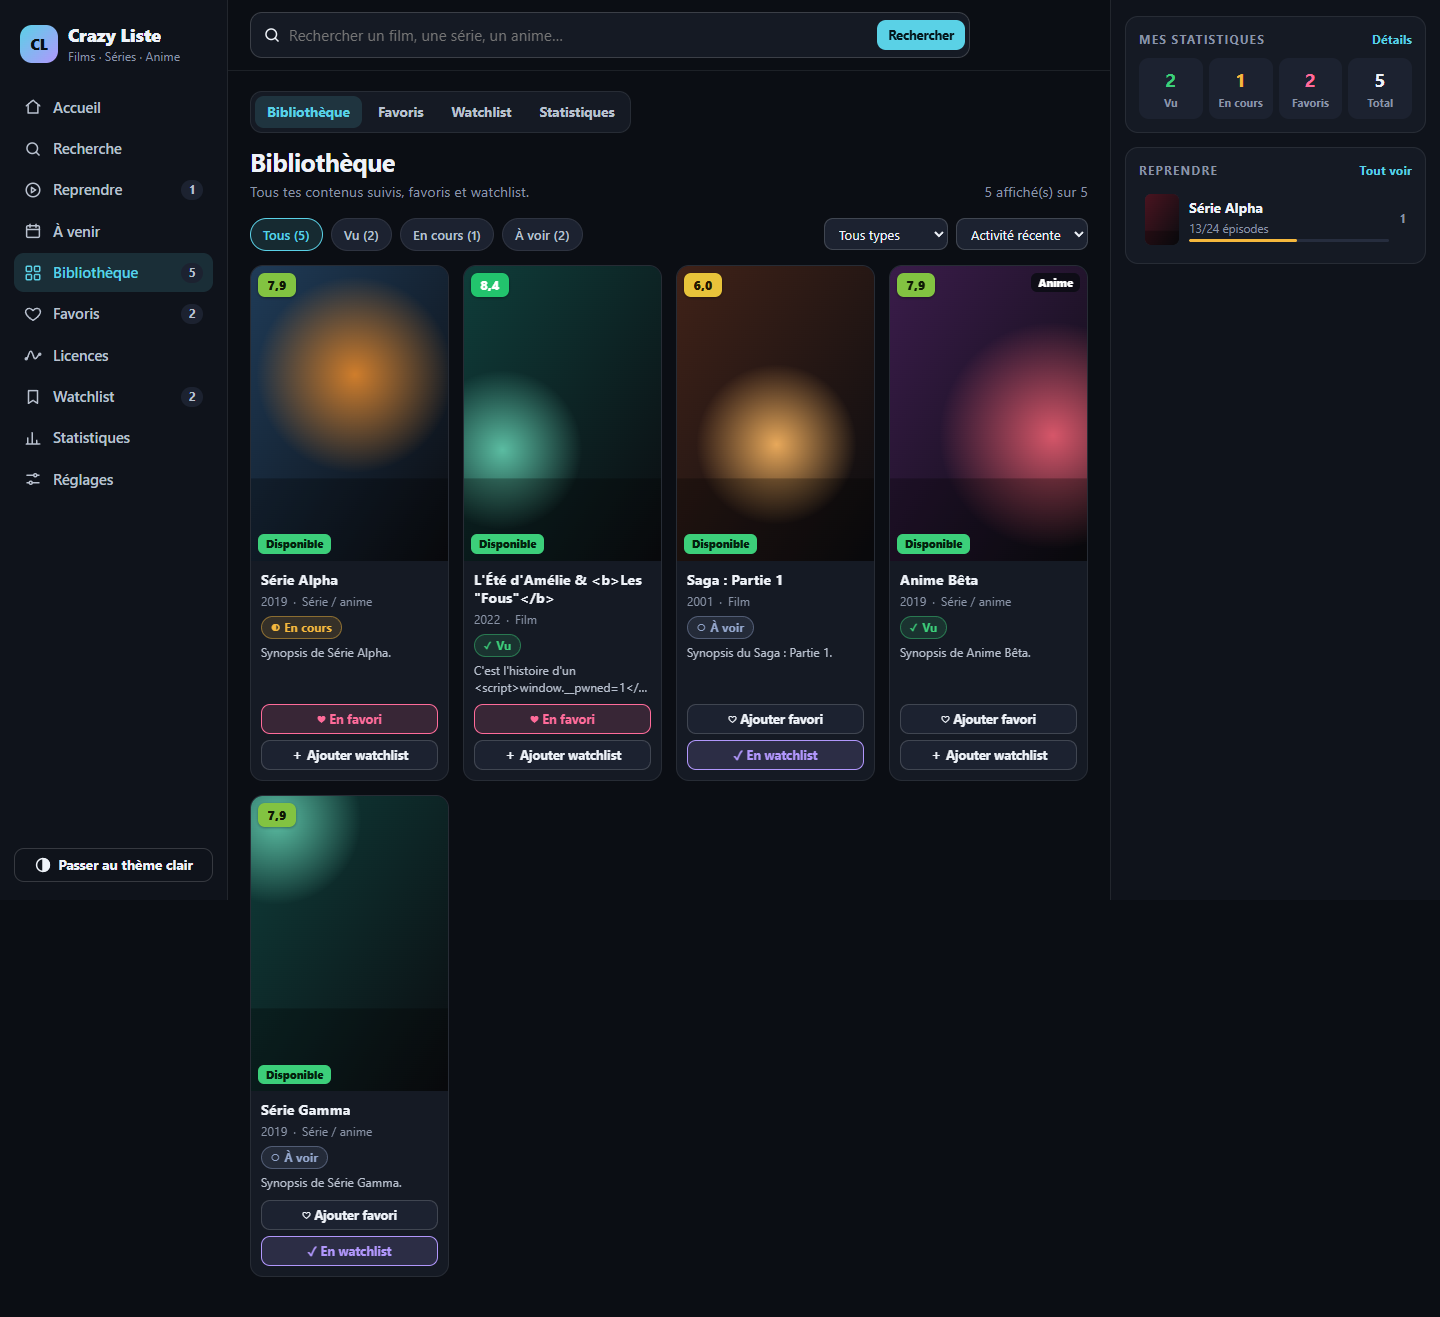 CL
Crazy Liste
Films · Séries · Anime
Accueil
Recherche
Reprendre 1
À venir
Bibliothèque 5
Favoris 2
Licences
Watchlist 2
Statistiques
Réglages
Passer au thème clair
Rechercher un film, une série, un anime...
Rechercher
Bibliothèque Favoris Watchlist Statistiques
Bibliothèque
Tous tes contenus suivis, favoris et watchlist.
5 affiché(s) sur 5
Tous (5) Vu (2) En cours (1) À voir (2)
Tous types Activité récente
7,9
Disponible
Série Alpha
2019 · Série / anime
En cours
Synopsis de Série Alpha.
♥ En favori
+ Ajouter watchlist
8,4
Disponible
L'Été d'Amélie & <b>Les
"Fous"</b>
2022 · Film
✓ Vu
C'est l'histoire d'un
<script>window.__pwned=1</...
♥ En favori
+ Ajouter watchlist
6,0
Disponible
Saga : Partie 1
2001 · Film
○ À voir
Synopsis du Saga : Partie 1.
♡ Ajouter favori
✓ En watchlist
7,9
Anime
Disponible
Anime Bêta
2019 · Série / anime
✓ Vu
Synopsis de Anime Bêta.
♡ Ajouter favori
+ Ajouter watchlist
7,9
Disponible
Série Gamma
2019 · Série / anime
○ À voir
Synopsis de Série Gamma.
♡ Ajouter favori
✓ En watchlist
MES STATISTIQUES Détails
2 1 2 5
Vu En cours Favoris Total
REPRENDRE Tout voir
Série Alpha
13/24 épisodes
1